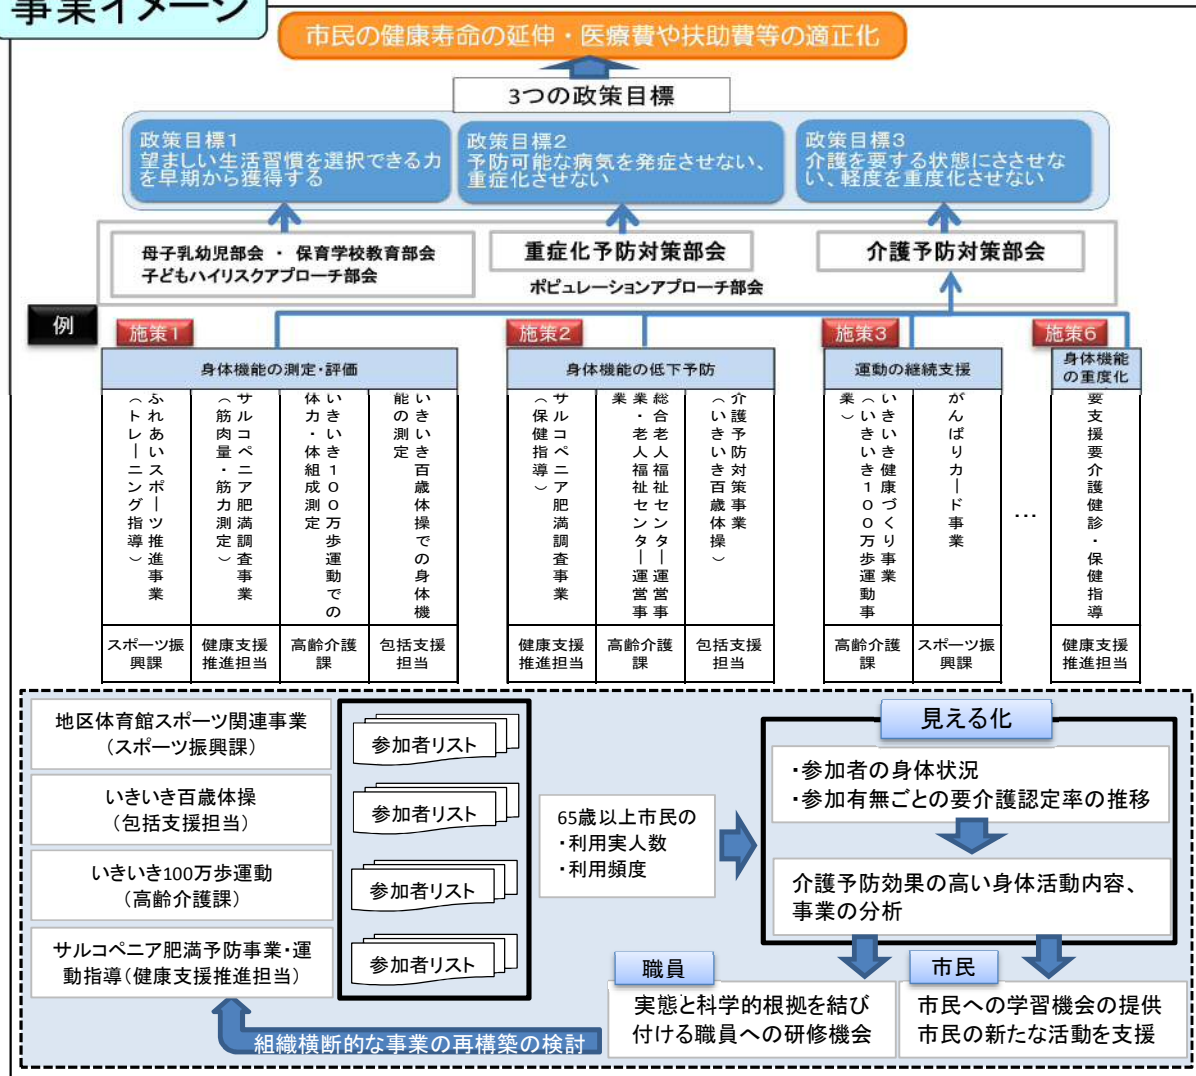 事業イメージ
市民の健康寿命の延伸・医療費や扶助費等の適正化
3つの政策目標
政策目標1
望ましい生活習慣を選択できる力
を早期から獲得する
政策目標2
予防可能な病気を発症させない、
重症化させない
政策目標3
介護を要する状態にささせな
い、軽度を重度化させない
母子乳幼児部会 ・ 保育学校教育部会
子どもハイリスクアプローチ部会
重症化予防対策部会
介護予防対策部会
ポピュレーションアプローチ部会
例
施策1
身体機能の測定・評価
ふれあいスポーツ推進事業
(トレーニング指導)
サルコペニア肥満調査事業
(筋肉量・筋力測定)
いきいき100万歩運動での
体力・体組成測定
いきいき百歳体操での身体機
能の測定
スポーツ振
興課
健康支援
推進担当
高齢介護
課
包括支援
担当
施策2
身体機能の低下予防
サルコペニア肥満調査事業
(保健指導)
総合老人福祉センター運営事
業・老人福祉センター運営事
業
介護予防対策事業
(いきいき百歳体操)
健康支援
推進担当
高齢介護
課
包括支援
担当
施策3
運動の継続支援
いきいき健康づくり事業
(いきいき100万歩運動事
業)
がんばりカード事業
高齢介護
課
スポーツ振
興課
…
施策6
身体機能
の重度化
要支援要介護健診・保健指導
健康支援
推進担当
地区体育館スポーツ関連事業
(スポーツ振興課)
いきいき百歳体操
(包括支援担当)
いきいき100万歩運動
(高齢介護課)
サルコペニア肥満予防事業・運
動指導(健康支援推進担当)
参加者リスト
参加者リスト
参加者リスト
参加者リスト
65歳以上市民の
・利用実人数
・利用頻度
見える化
・参加者の身体状況
・参加有無ごとの要介護認定率の推移
介護予防効果の高い身体活動内容、
事業の分析
職員
実態と科学的根拠を結び
付ける職員への研修機会
市民
市民への学習機会の提供
市民の新たな活動を支援
組織横断的な事業の再構築の検討